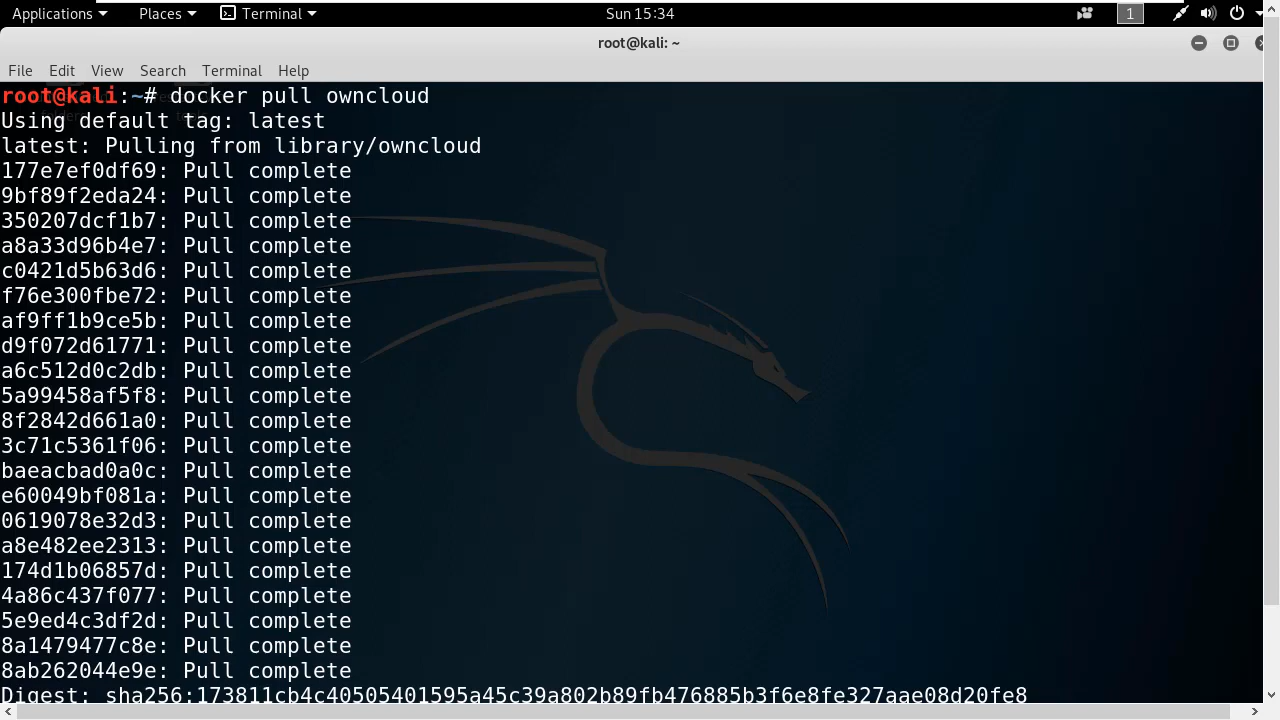 Applications Places Terminal Sun 15:34 1
root@kali: ~
File Edit View Search Terminal Help
root@kali:~# docker pull owncloud
Using default tag: latest
latest: Pulling from library/owncloud
177e7ef0df69: Pull complete
9bf89f2eda24: Pull complete
350207dcf1b7: Pull complete
a8a33d96b4e7: Pull complete
c0421d5b63d6: Pull complete
f76e300fbe72: Pull complete
af9ff1b9ce5b: Pull complete
d9f072d61771: Pull complete
a6c512d0c2db: Pull complete
5a99458af5f8: Pull complete
8f2842d661a0: Pull complete
3c71c5361f06: Pull complete
baeacbad0a0c: Pull complete
e60049bf081a: Pull complete
0619078e32d3: Pull complete
a8e482ee2313: Pull complete
174d1b06857d: Pull complete
4a86c437f077: Pull complete
5e9ed4c3df2d: Pull complete
8a1479477c8e: Pull complete
8ab262044e9e: Pull complete
Digest: sha256:173811cb4c40505401595a45c39a802b89fb476885b3f6e8fe327aae08d20fe8